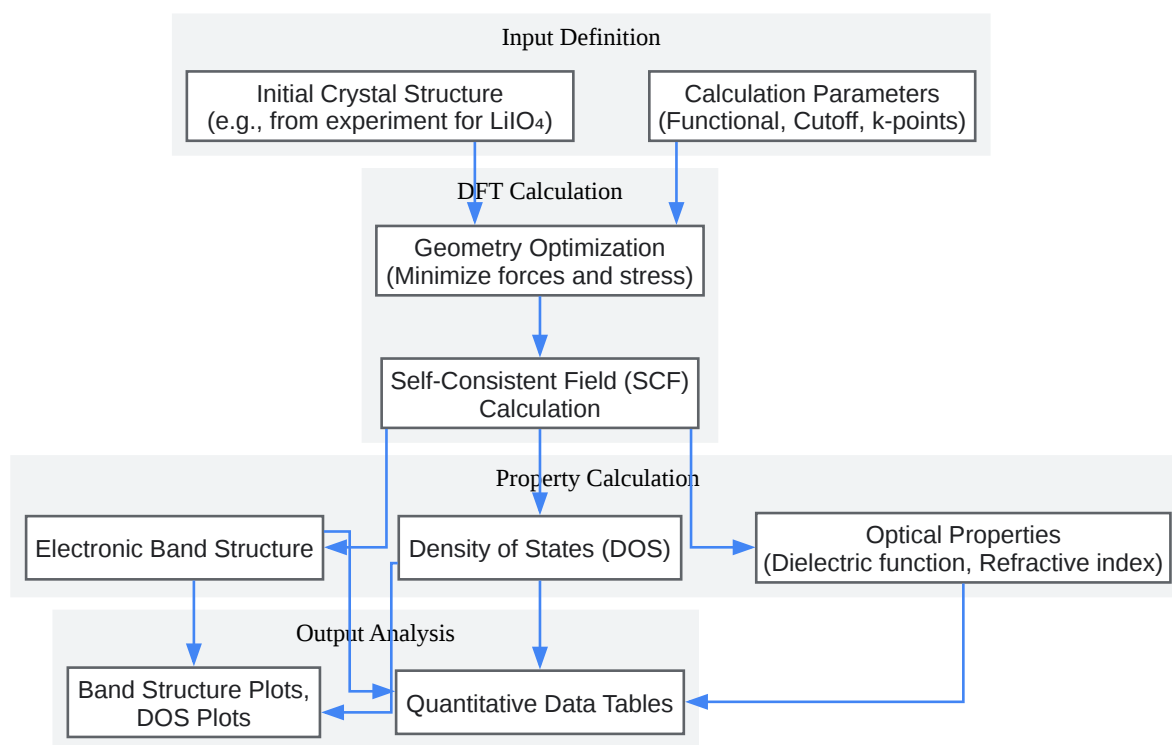 Input Definition
Initial Crystal Structure
(e.g., from experiment for LiIO₄)
Calculation Parameters
(Functional, Cutoff, k-points)
DFT Calculation
Geometry Optimization
(Minimize forces and stress)
Self-Consistent Field (SCF)
Calculation
Property Calculation
Electronic Band Structure
Density of States (DOS)
Optical Properties
(Dielectric function, Refractive index)
Output Analysis
Band Structure Plots,
DOS Plots
Quantitative Data Tables